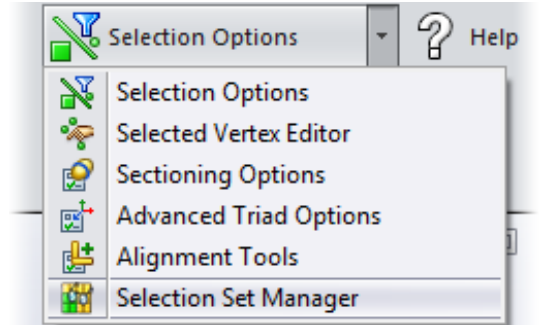 Selection Options
Help
Selection Options
Selected Vertex Editor
Sectioning Options
Advanced Triad Options
Alignment Tools
Selection Set Manager